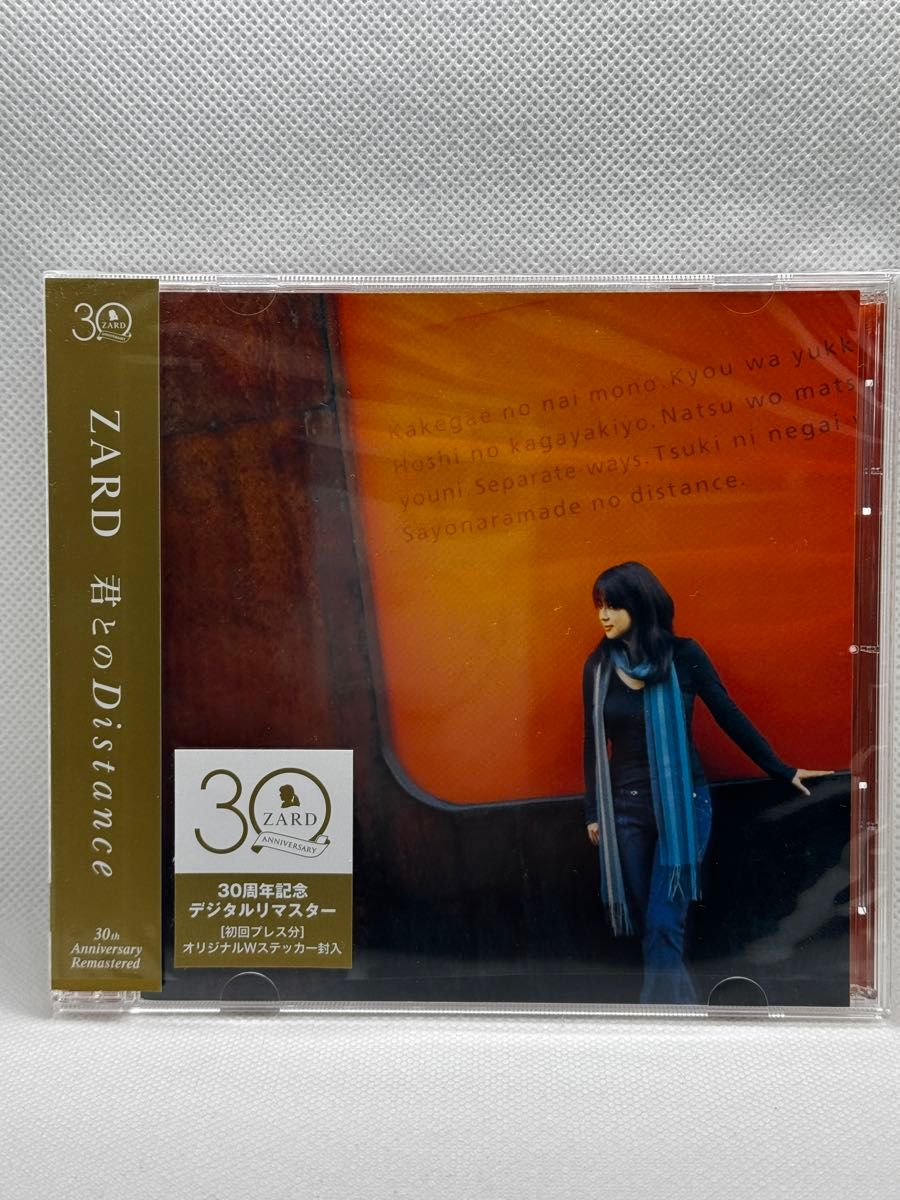 30
ZARD
ANNIVERSARY
ZARD 君とのDistance
30th
Anniversary
Remastered
Kakegae no nai mono.Kyou wa yukk
Hoshi no kagayakiyo.Natsu wo mats
youni.Separate ways.Tsuki ni negai
Sayonaramade no distance.
30
ZARD
ANNIVERSARY
30周年記念
デジタルリマスター
[初回プレス分]
オリジナルWステッカー封入